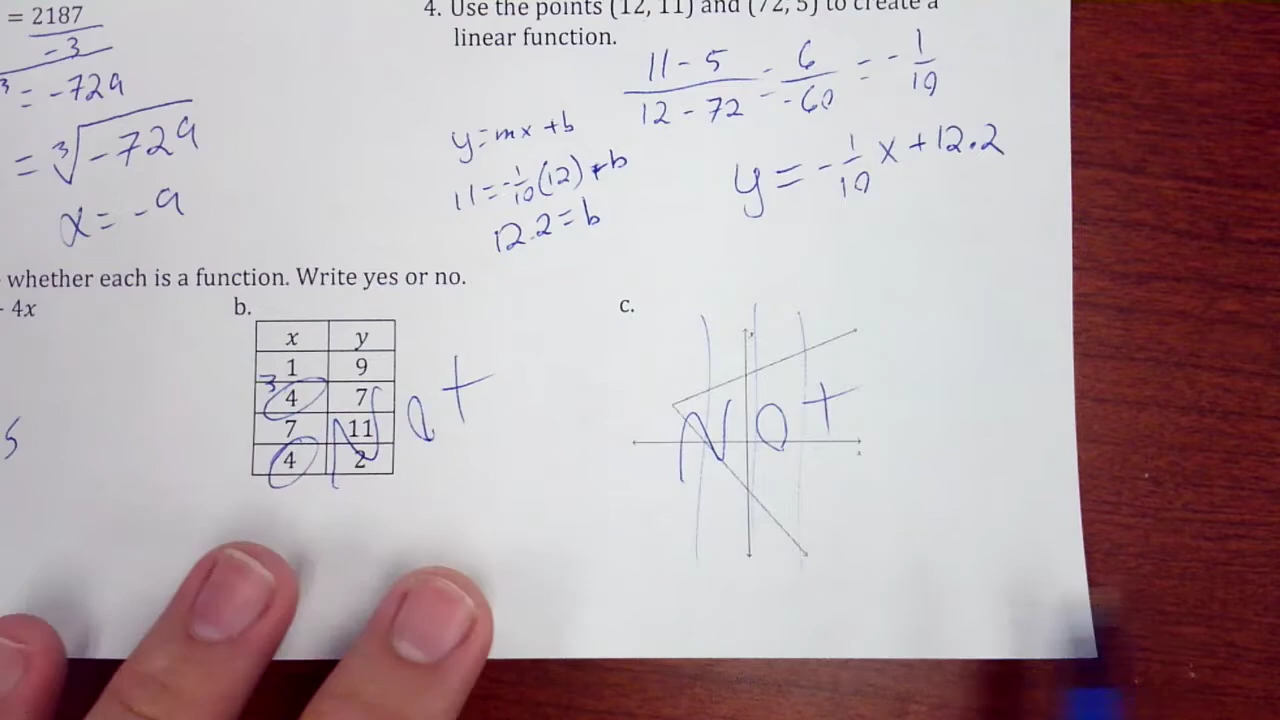 = 2187
-3
³ = -729
= ∛-729
x = -9
4. Use the points (12, 11) and (72, 5) to create a
linear function.
11 - 5
12 - 72
= 6
-60
= - 1
10
y = mx + b
11 = -1/10 (12) + b
12.2 = b
y = - 1/10 x + 12.2
whether each is a function. Write yes or no.
- 4x
s
b.
x y
1 9
3
4 7
7 11
4 2
Not
c.
y
x
Not